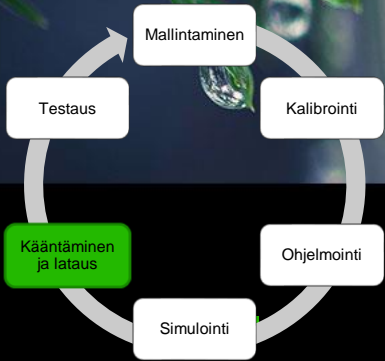 Mallintaminen
Kalibrointi
Ohjelmointi
Simulointi
Kääntäminen
ja lataus
Testaus